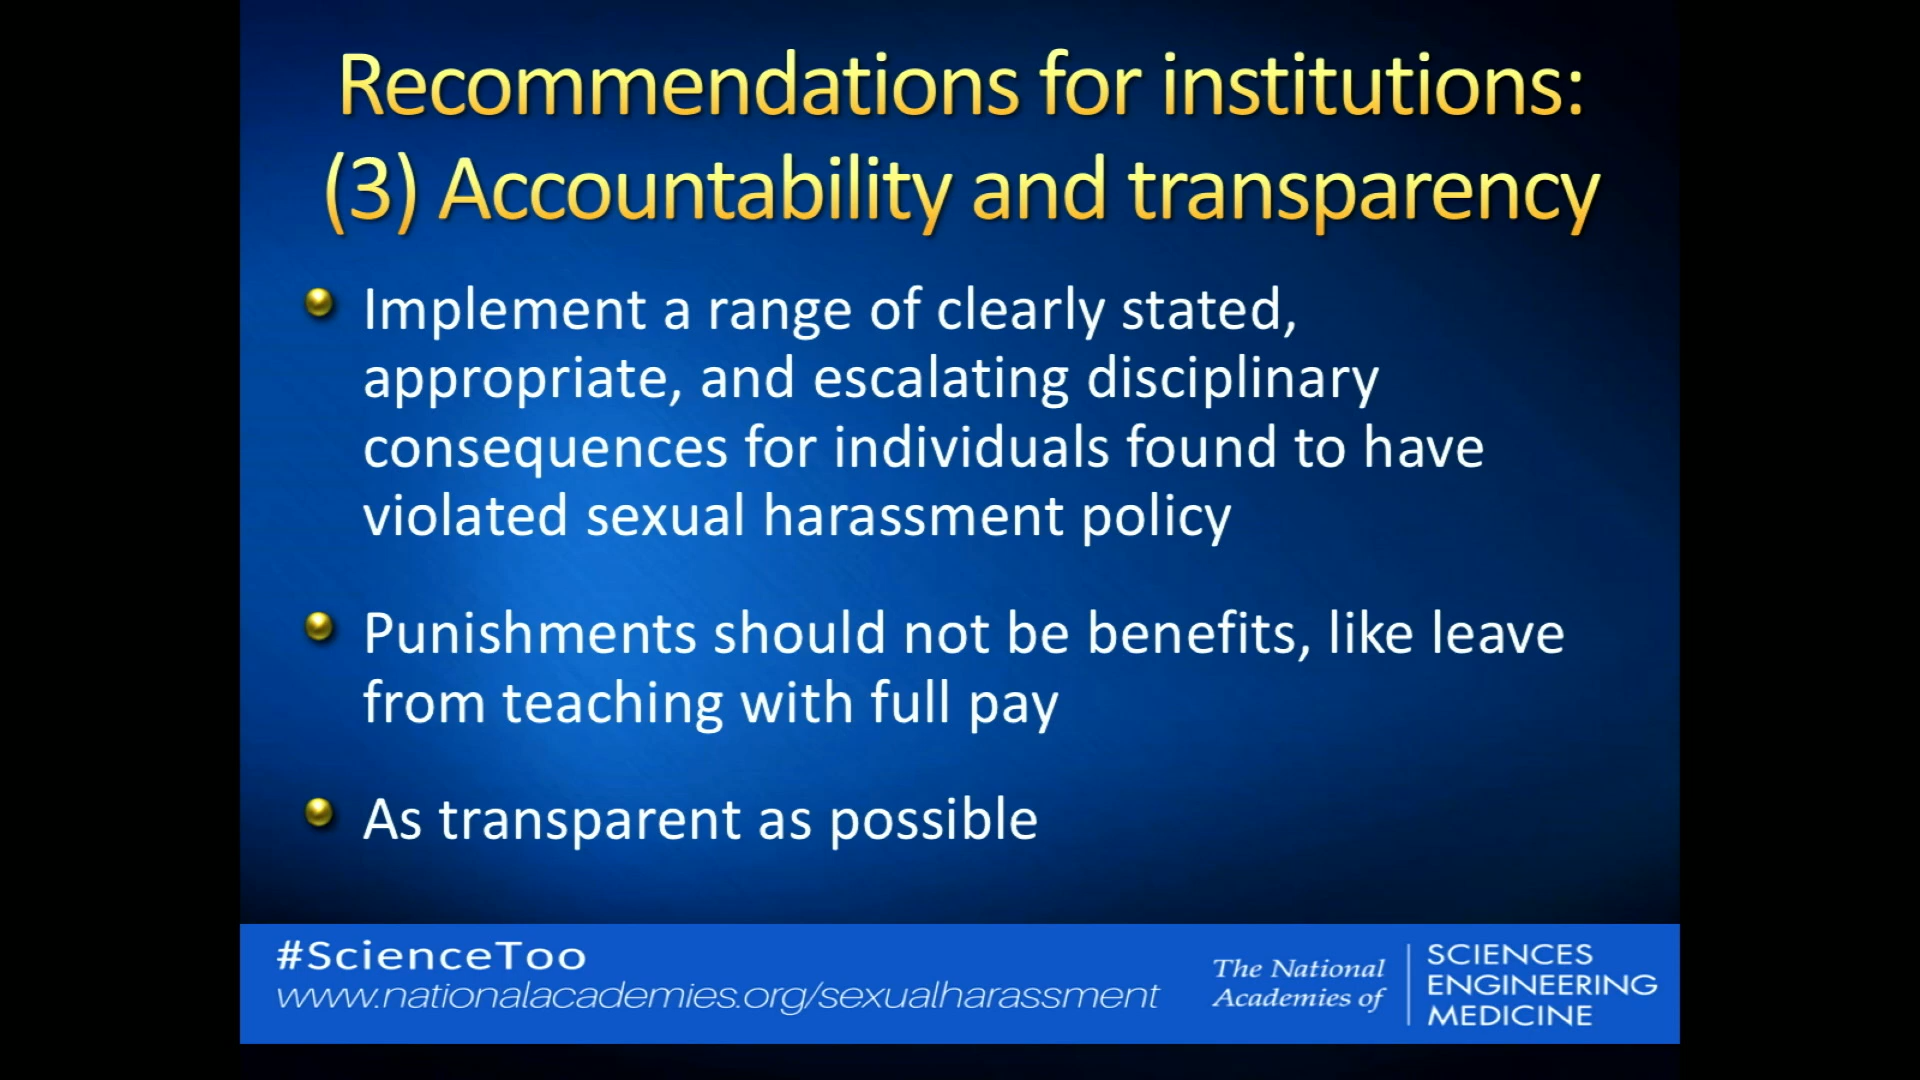 Recommendations for institutions:
(3) Accountability and transparency
Implement a range of clearly stated,
appropriate, and escalating disciplinary
consequences for individuals found to have
violated sexual harassment policy
Punishments should not be benefits, like leave
from teaching with full pay
As transparent as possible
#ScienceToo
www.nationalacademies.org/sexualharassment
The National
Academies of
SCIENCES
ENGINEERING
MEDICINE